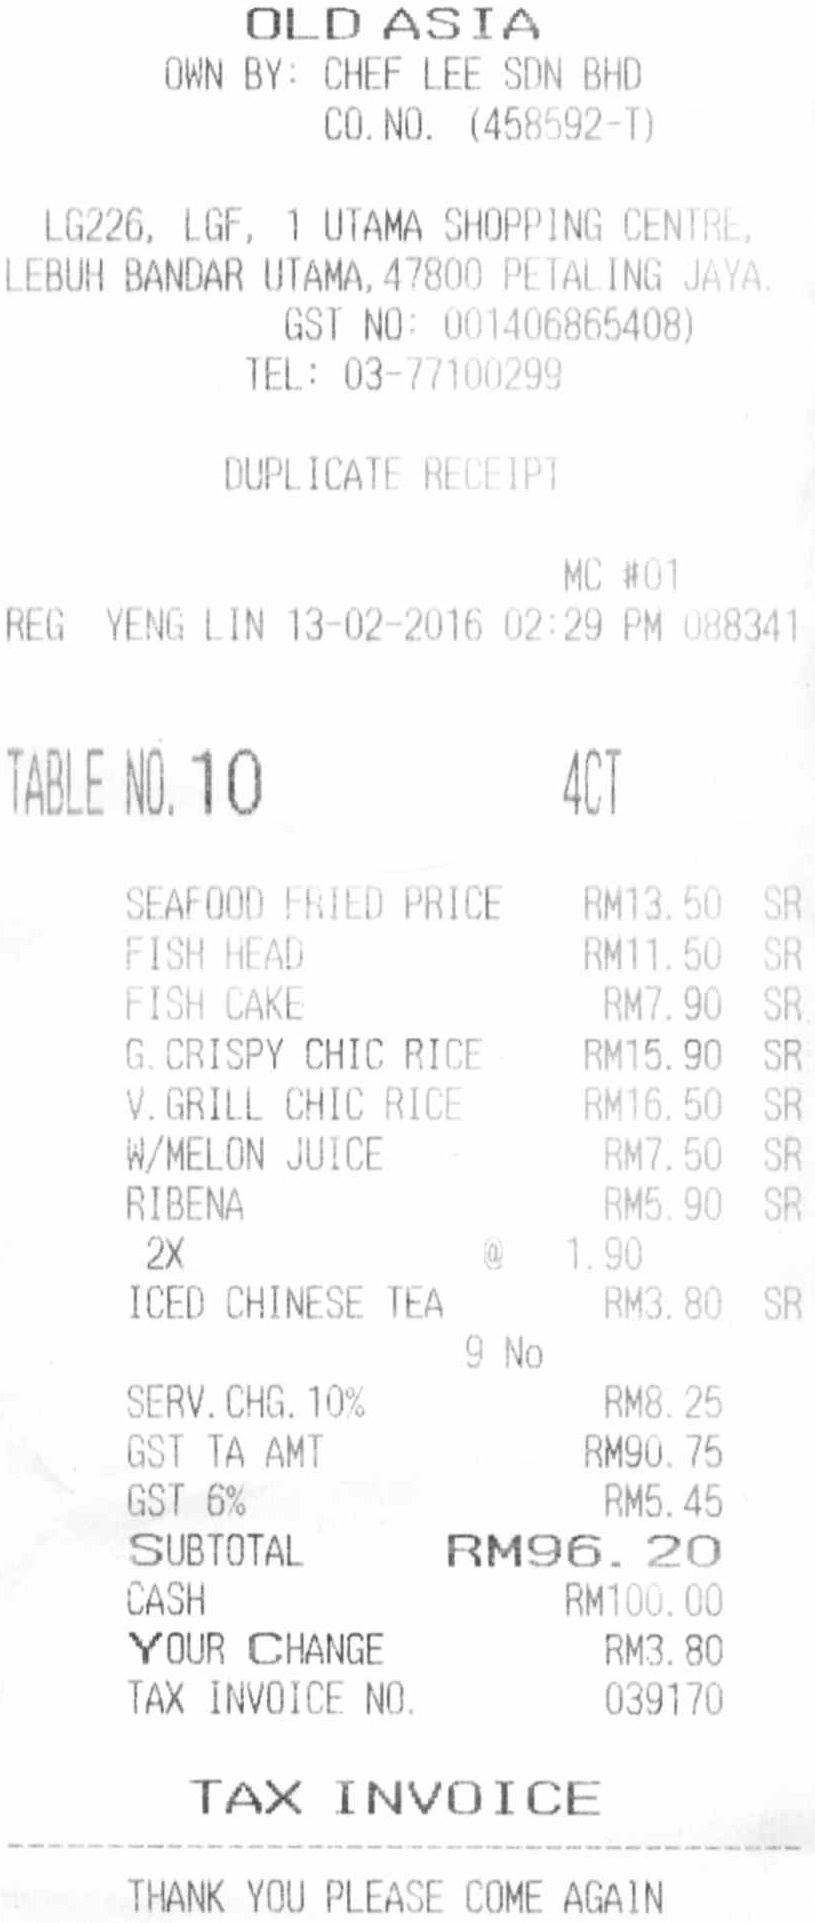 OLD ASIA
OWN BY: CHEF LEE SDN BHD
CO.NO. (458592-T)
LG226, LGF, 1 UTAMA SHOPPING CENTRE,
LEBUH BANDAR UTAMA,47800 PETALING JAYA.
GST NO: 001406865408)
TEL: 03-77100299
DUPLICATE RECEIPT
MC #01
REG YENG LIN 13-02-2016 02:29 PM 088341
TABLE NO. 10 4CT
SEAFOOD FRIED PRICE RM13.50 SR
FISH HEAD RM11.50 SR
FISH CAKE RM7.90 SR
G.CRISPY CHIC RICE RM15.90 SR
V.GRILL CHIC RICE RM16.50 SR
W/MELON JUICE RM7.50 SR
RIBENA RM5.90 SR
2X @ 1.90
ICED CHINESE TEA RM3.80 SR
9 No
SERV.CHG.10% RM8.25
GST TA AMT RM90.75
GST 6% RM5.45
SUBTOTAL RM96.20
CASH RM100.00
YOUR CHANGE RM3.80
TAX INVOICE NO. 039170
TAX INVOICE
THANK YOU PLEASE COME AGAIN